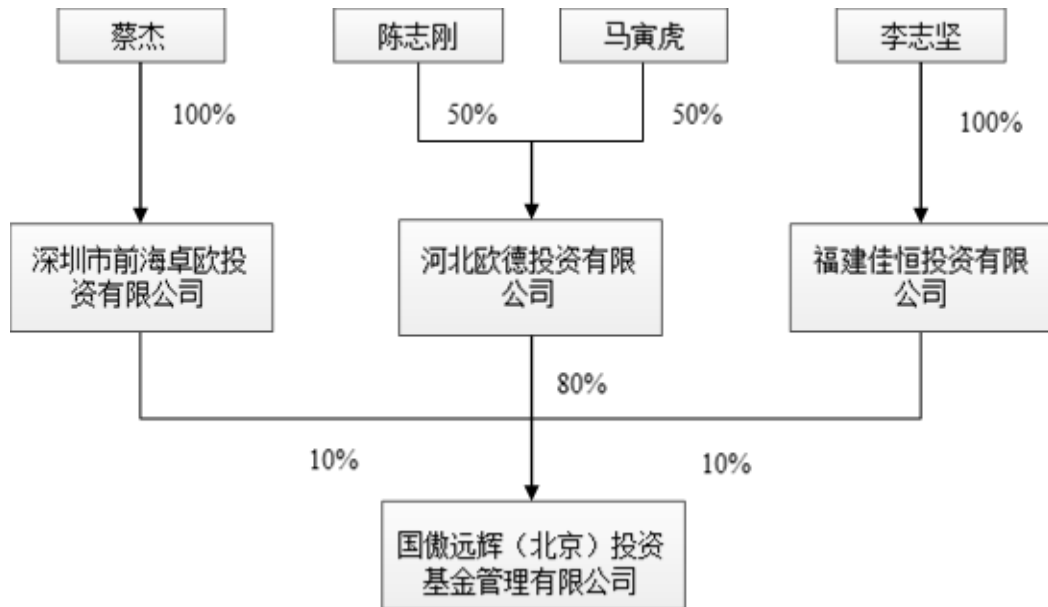 蔡杰
陈志刚
马寅虎
李志坚
100%
50%
50%
100%
深圳市前海卓欧投
资有限公司
河北欧德投资有限
公司
福建佳恒投资有限
公司
80%
10%
10%
国傲远辉（北京）投资
基金管理有限公司